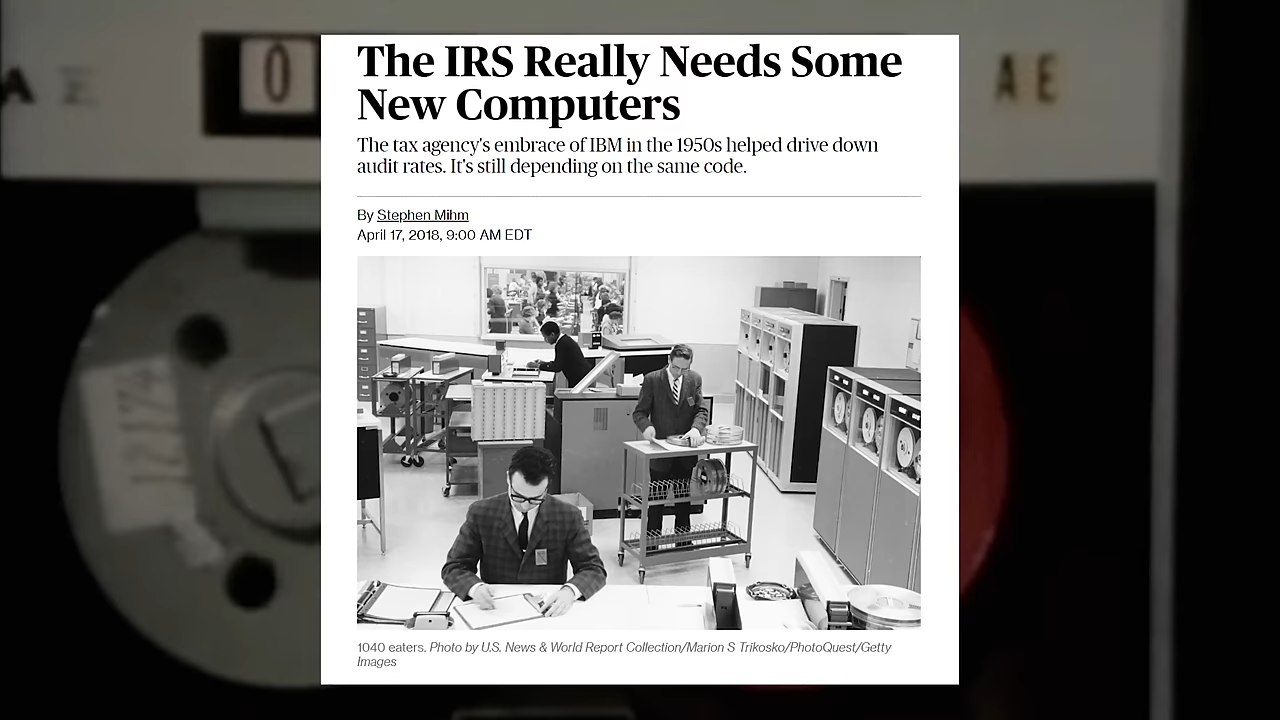 The IRS Really Needs Some
New Computers
The tax agency's embrace of IBM in the 1950s helped drive down
audit rates. It's still depending on the same code.
By Stephen Mihm
April 17, 2018, 9:00 AM EDT
1040 eaters. Photo by U.S. News & World Report Collection/Marion S Trikosko/PhotoQuest/Getty
Images
A E
0
AE